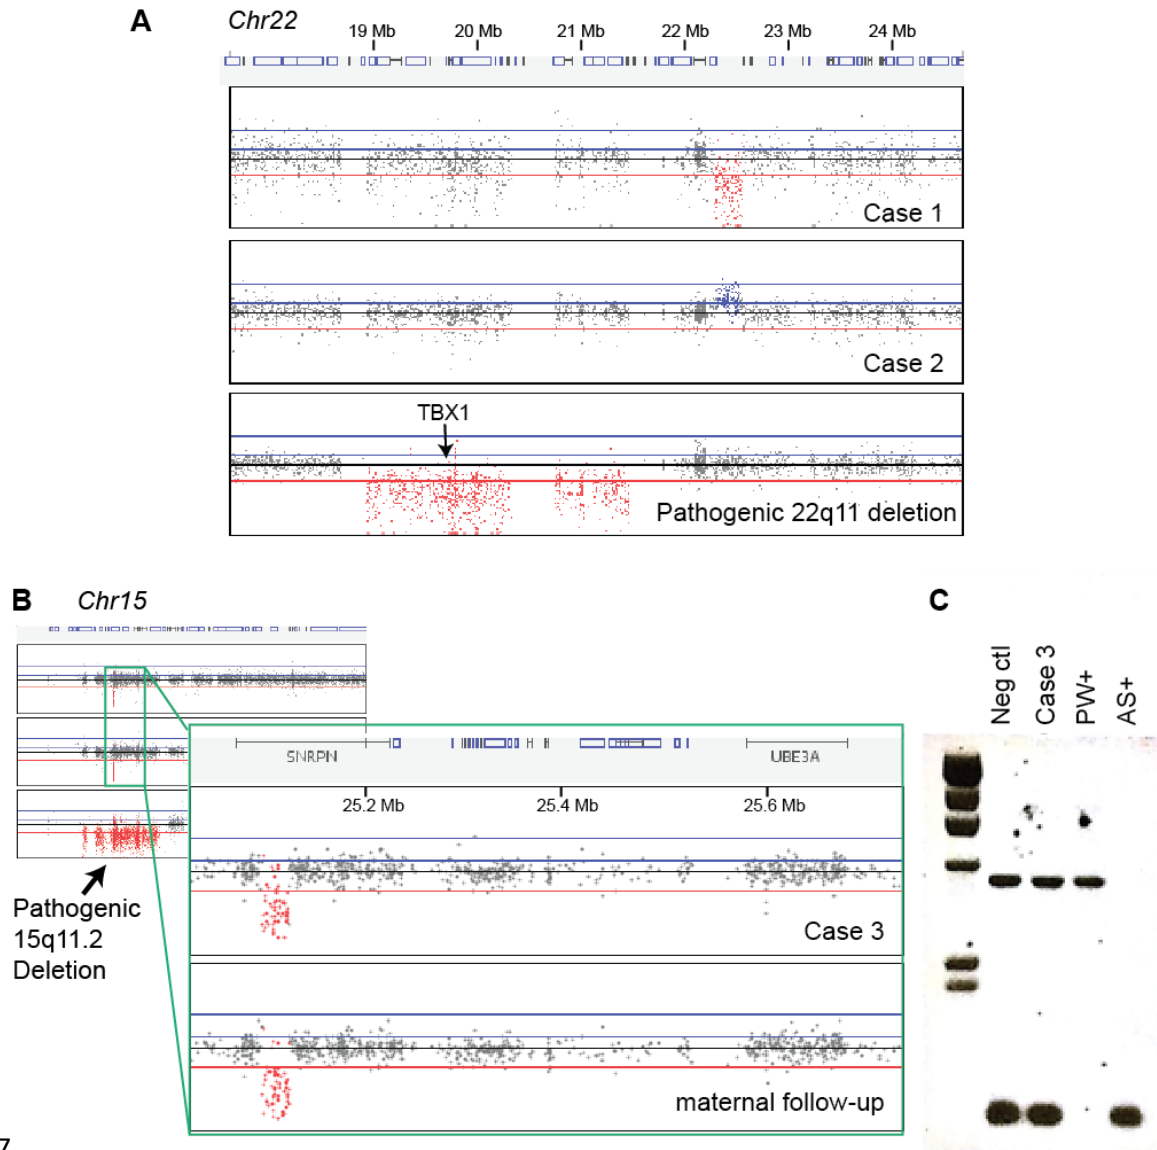 A
Chr22
19 Mb 20 Mb 21 Mb 22 Mb 23 Mb 24 Mb
Case 1
Case 2
TBX1
Pathogenic 22q11 deletion
B
Chr15
Pathogenic
15q11.2
Deletion
SNRPN UBE3A
25.2 Mb 25.4 Mb 25.6 Mb
Case 3
maternal follow-up
C
Neg ctl
Case 3
PW+
AS+
7